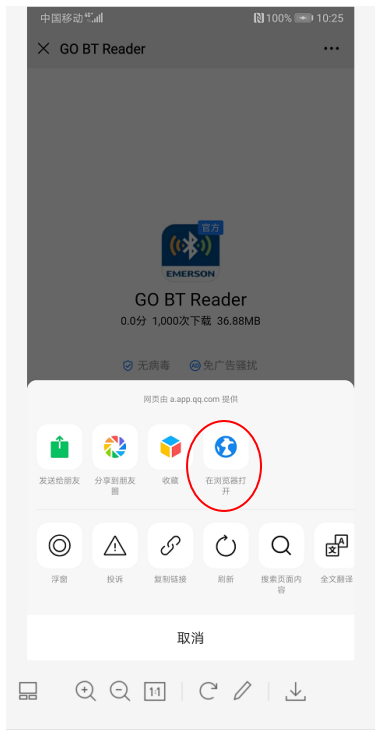 中国移动 4G 100% 10:25
GO BT Reader
官方
EMERSON
GO BT Reader
0.0分 1,000次下载 36.88MB
无病毒 免广告骚扰
网页由 a.app.qq.com 提供
发送给朋友 分享到朋友 收藏 在浏览器打
圈 开
浮窗 投诉 复制链接 刷新 搜索页面内 全文翻译
容
取消
1:1